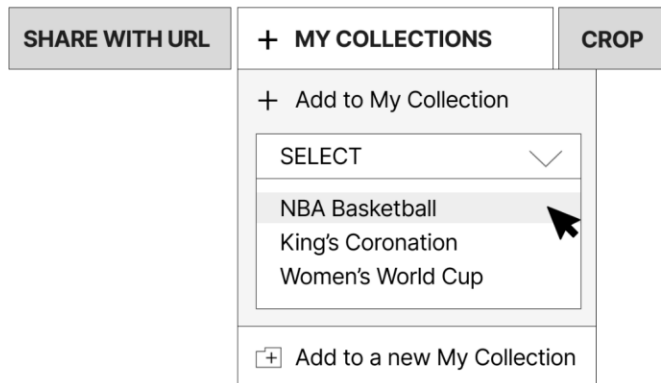 SHARE WITH URL
+ MY COLLECTIONS
CROP
+ Add to My Collection
SELECT
NBA Basketball
King’s Coronation
Women’s World Cup
Add to a new My Collection